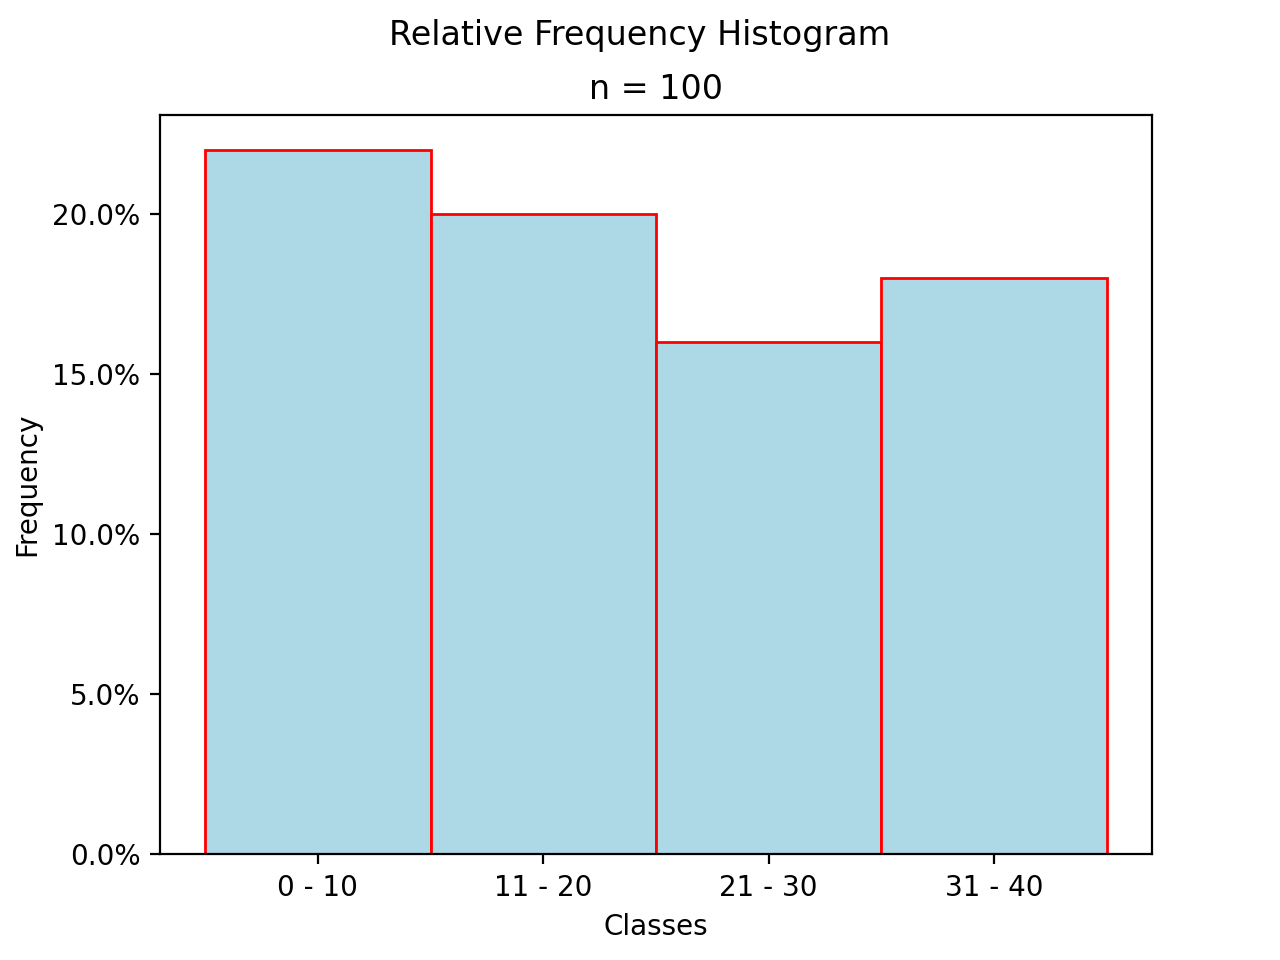 Relative Frequency Histogram
n = 100
20.0%
15.0%
10.0%
5.0%
0.0%
Frequency
0 - 10 11 - 20 21 - 30 31 - 40
Classes